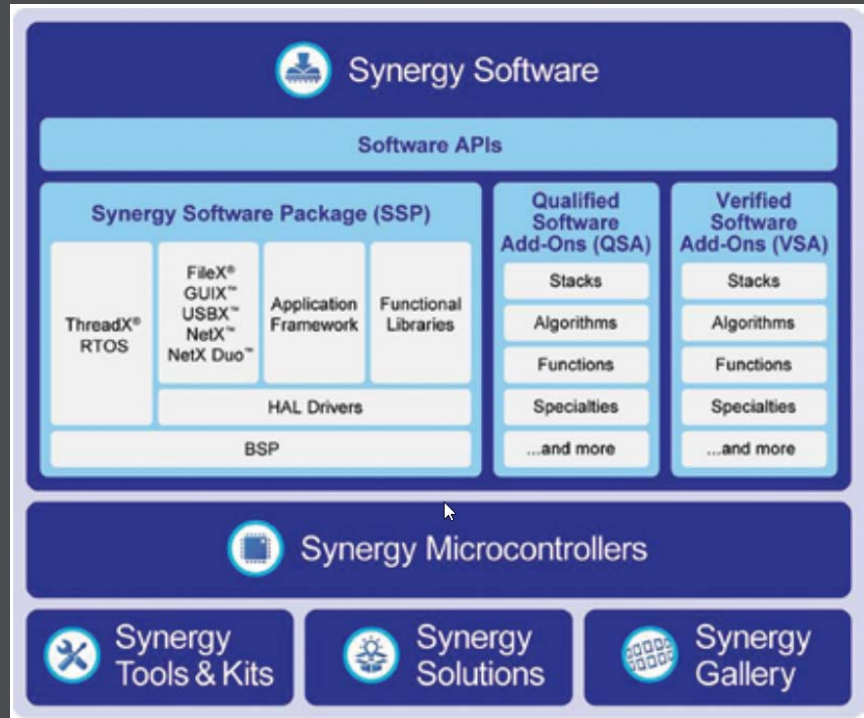 Synergy Software
Software APIs
Synergy Software Package (SSP)
ThreadX®
RTOS
FileX®
GUIX™
USBX™
NetX™
NetX Duo™
Application
Framework
Functional
Libraries
HAL Drivers
BSP
Qualified
Software
Add-Ons (QSA)
Stacks
Algorithms
Functions
Specialties
...and more
Verified
Software
Add-Ons (VSA)
Stacks
Algorithms
Functions
Specialties
...and more
Synergy Microcontrollers
Synergy
Tools & Kits
Synergy
Solutions
Synergy
Gallery